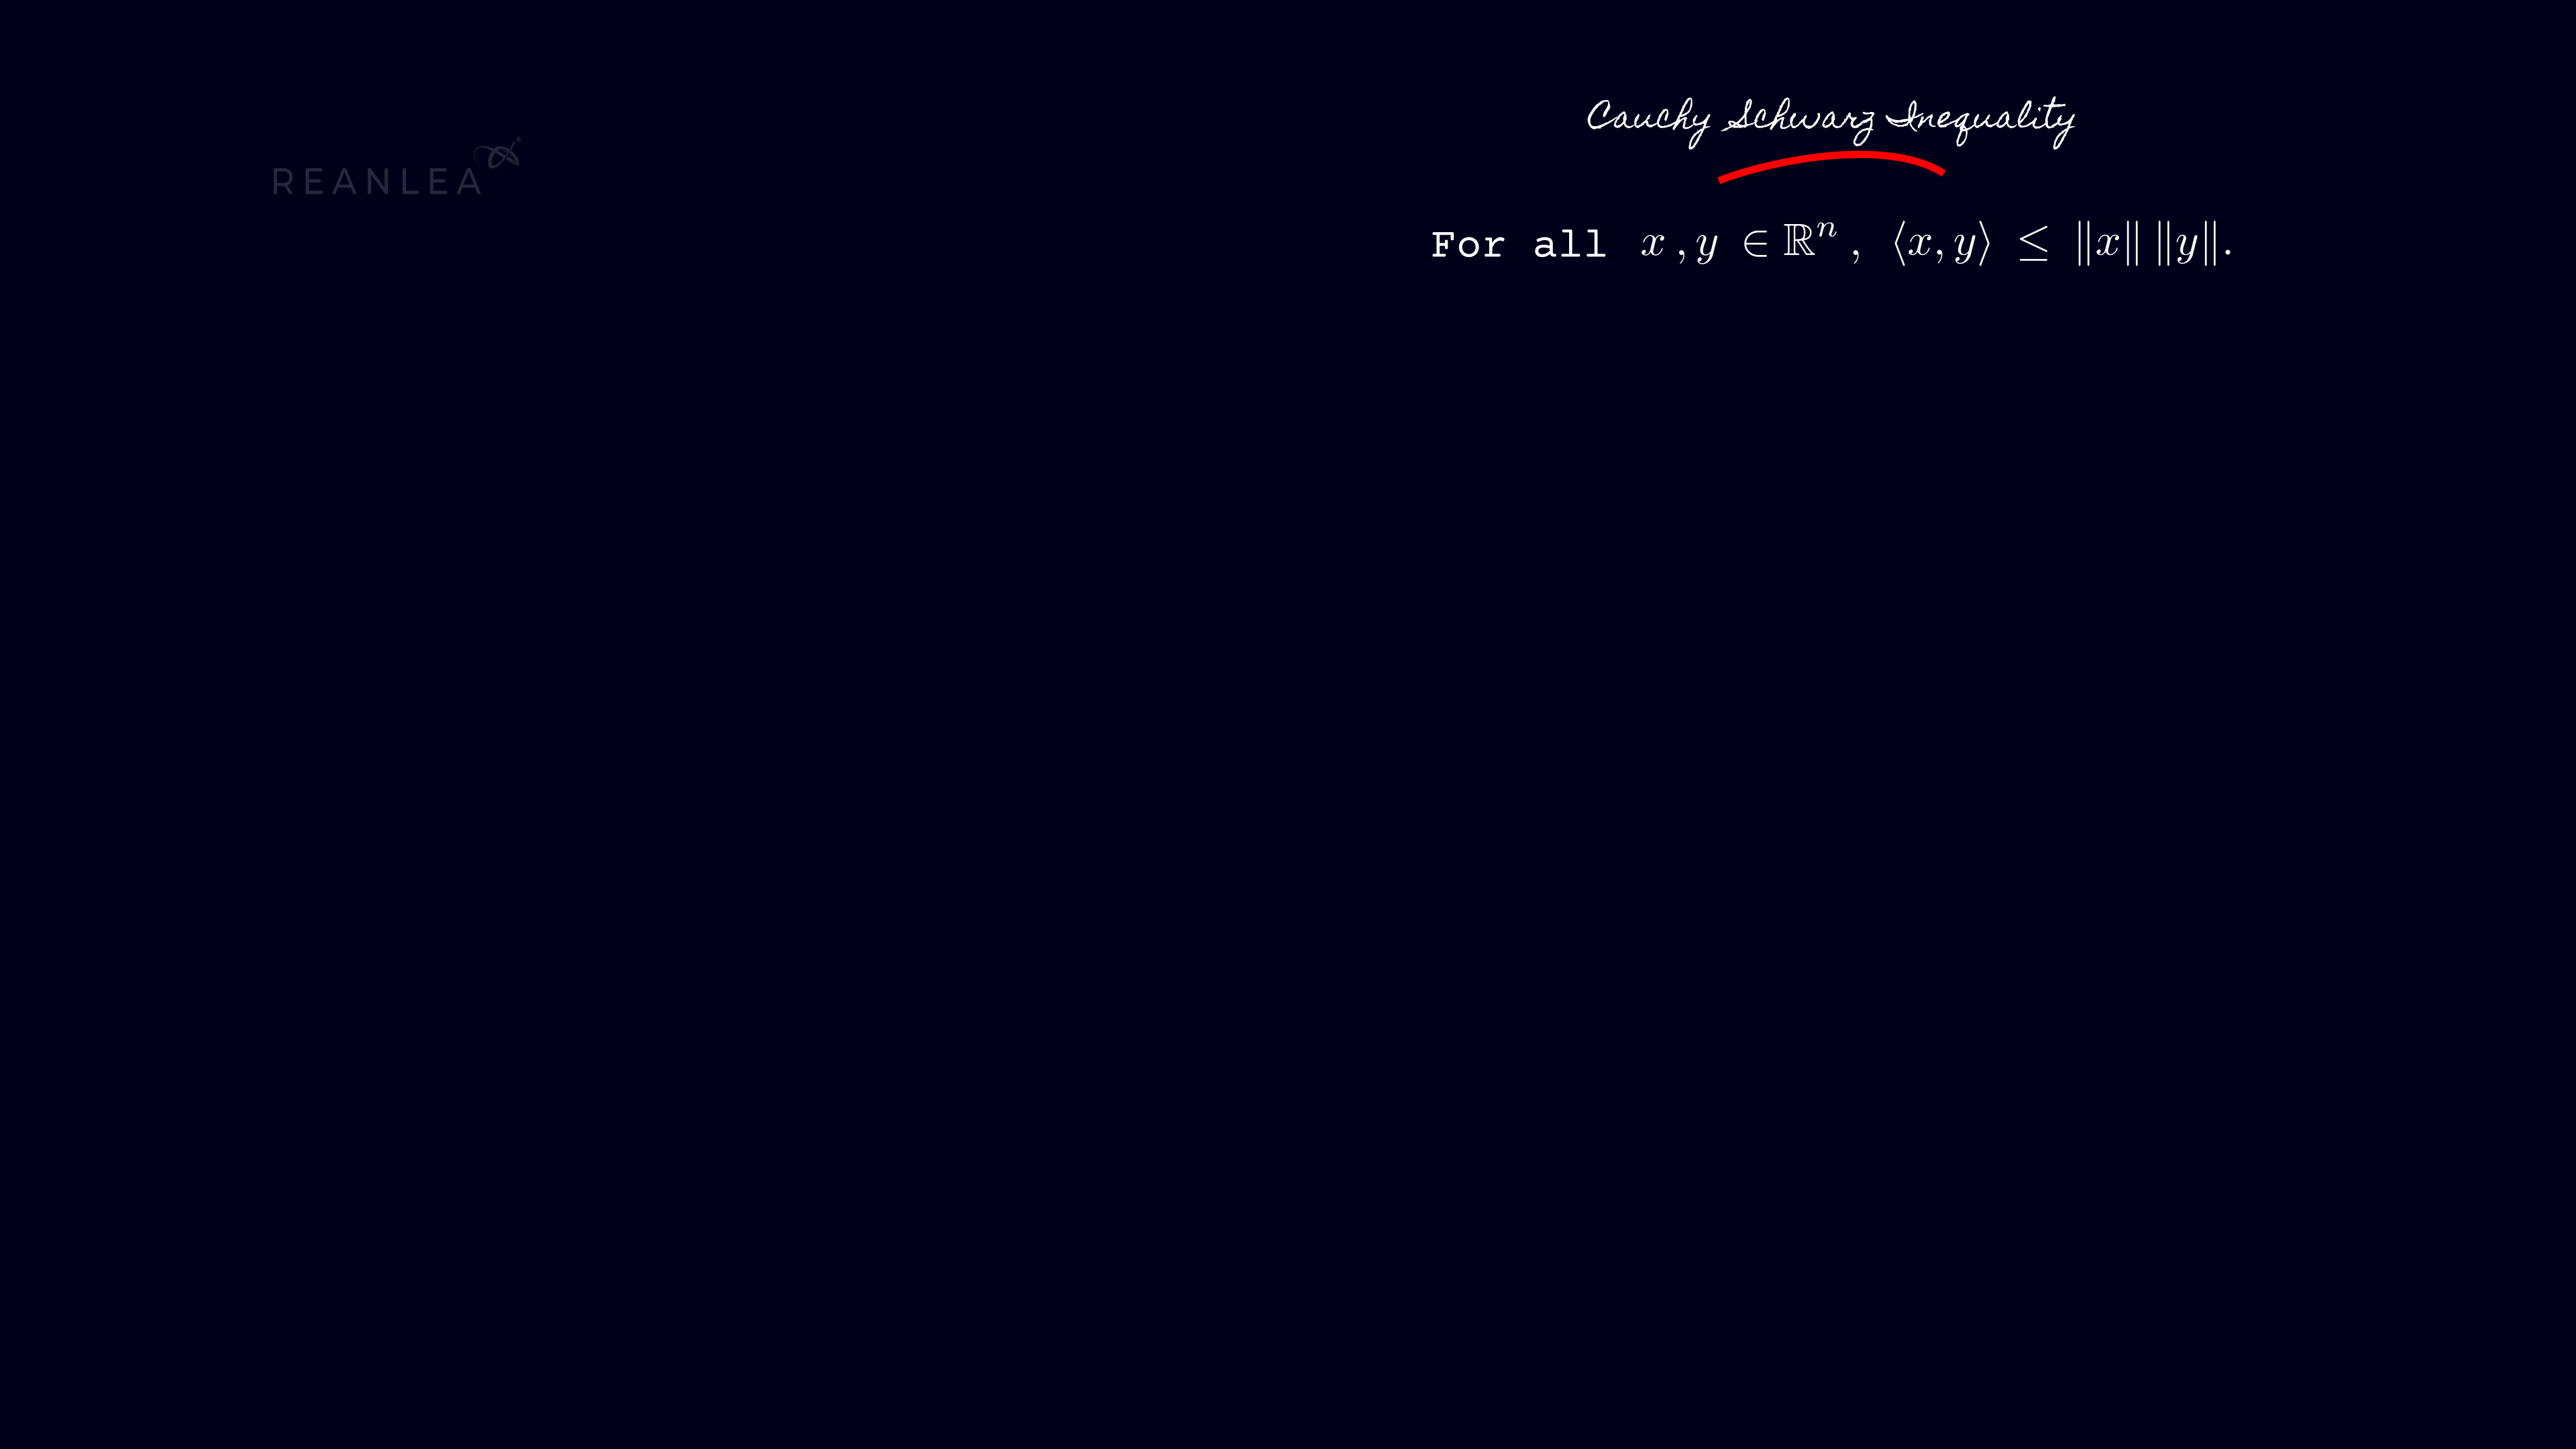 Cauchy Schwarz Inequality
REANLEA
For all x , y ∈ ℝⁿ , ⟨x, y⟩ ≤ ‖x‖ ‖y‖.